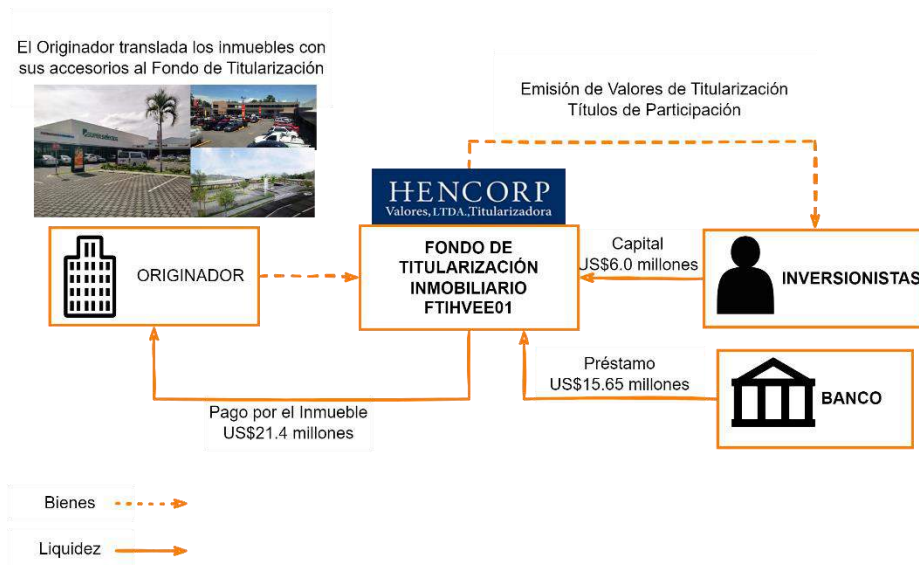 El Originador translada los inmuebles con
sus accesorios al Fondo de Titularización
Emisión de Valores de Titularización
Títulos de Participación
HENCORP
Valores, LTDA., Titularizadora
ORIGINADOR
FONDO DE
TITULARIZACIÓN
INMOBILIARIO
FTIHVEE01
Capital
US$6.0 millones
INVERSIONISTAS
Préstamo
US$15.65 millones
BANCO
Pago por el Inmueble
US$21.4 millones
Bienes
Liquidez